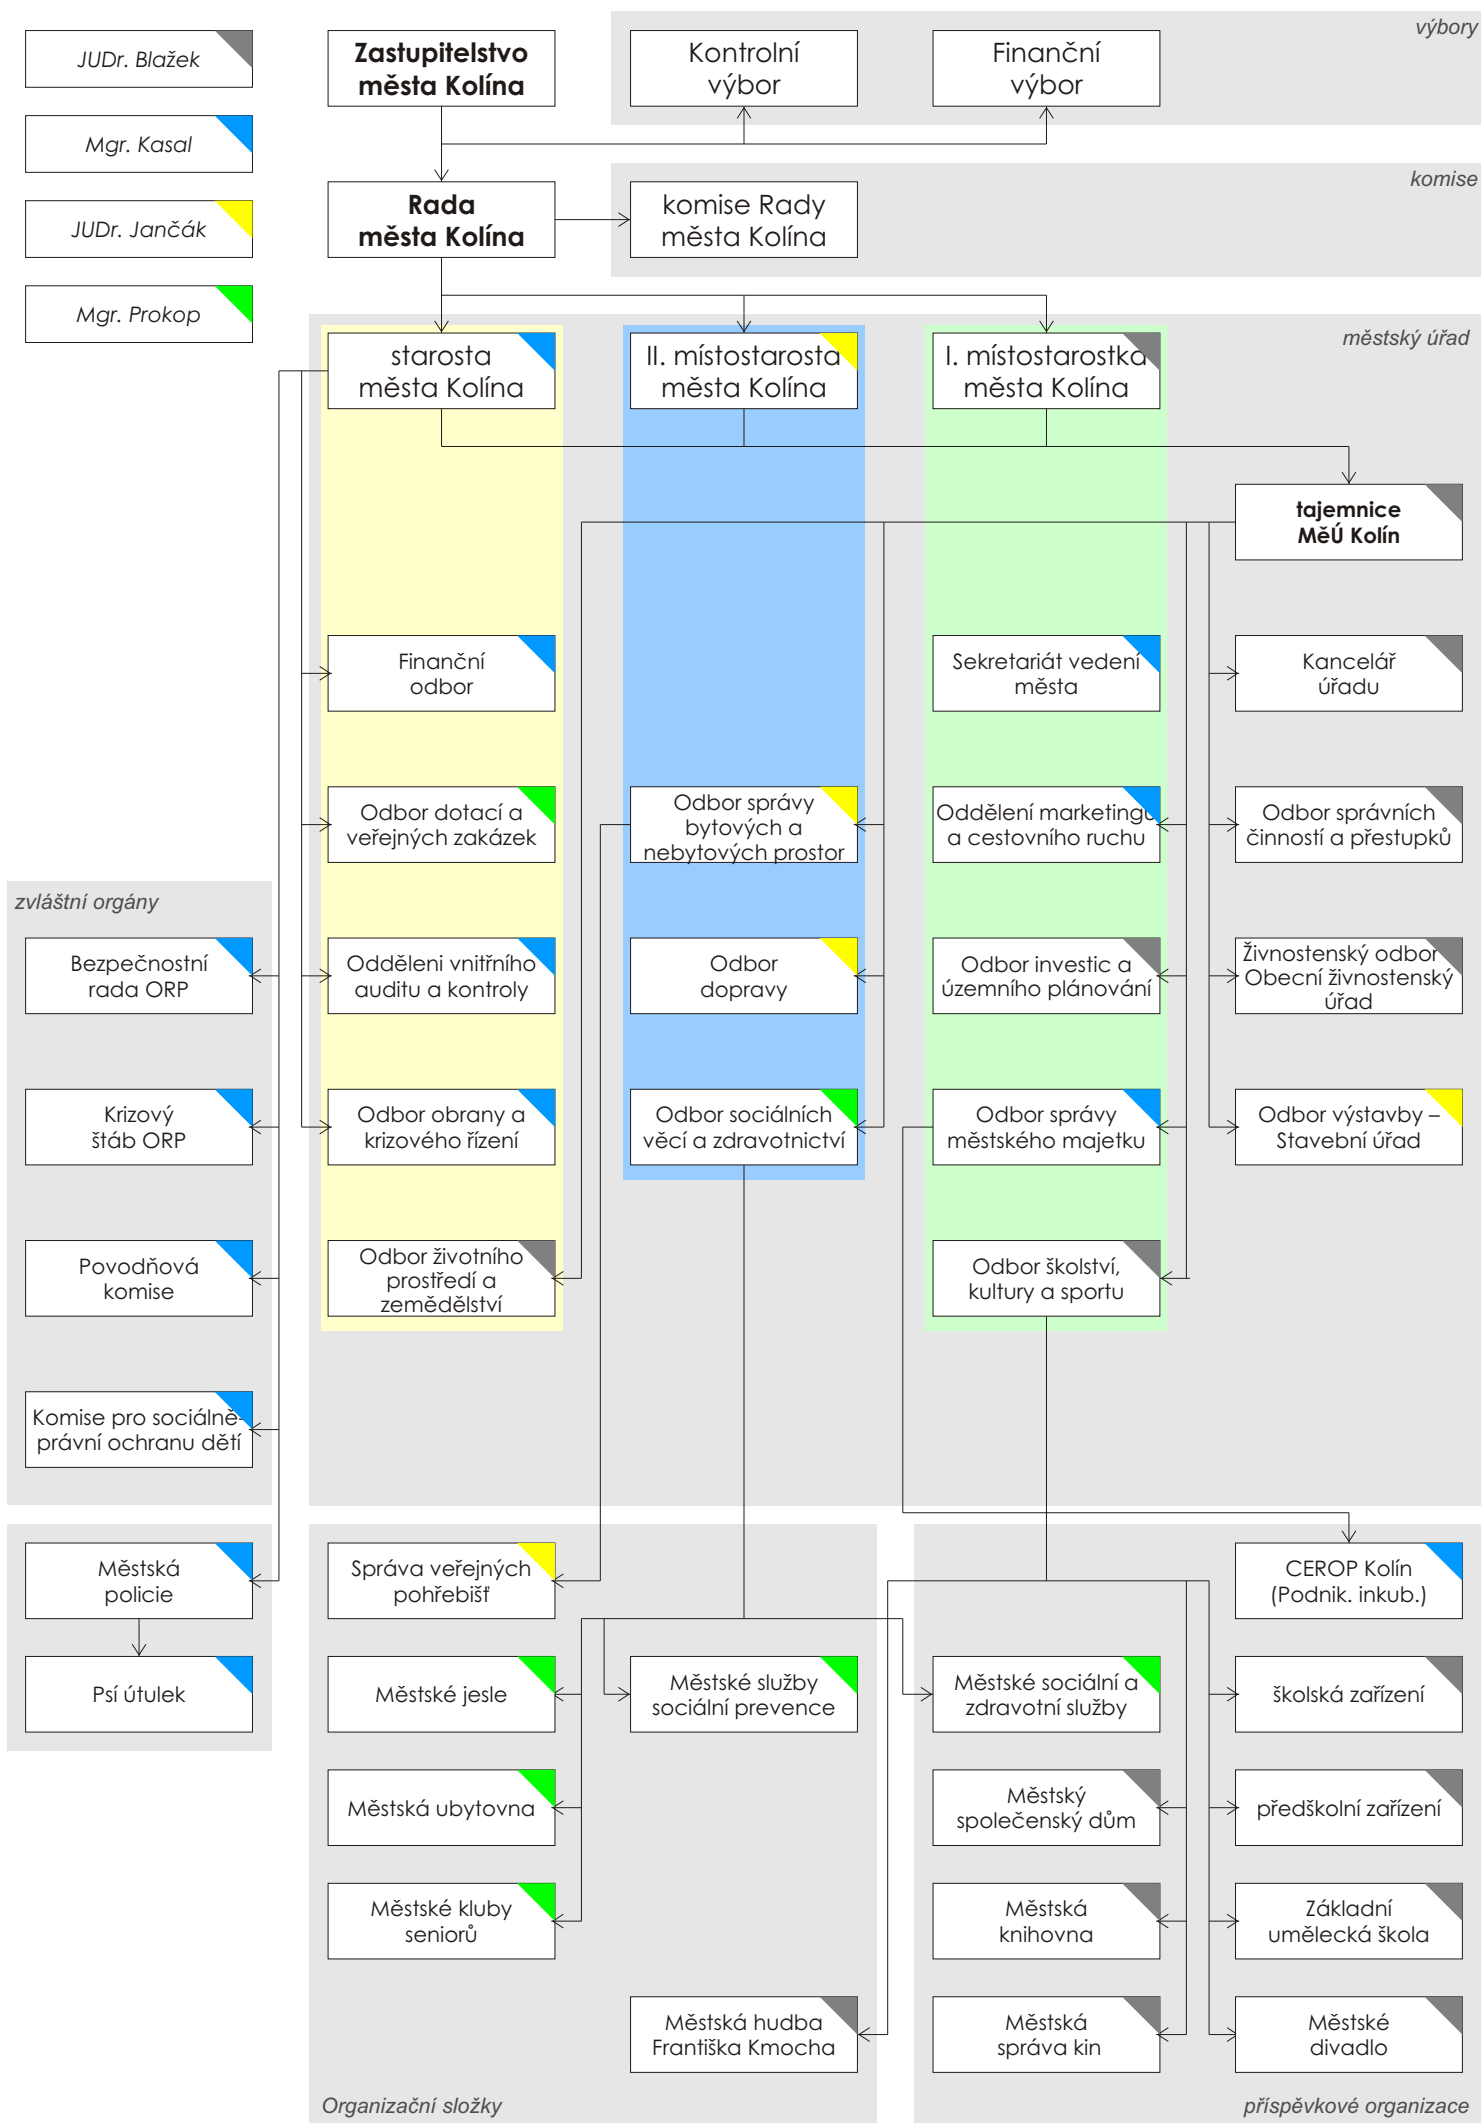 výbory
JUDr. Blažek
Zastupitelstvo
města Kolína
Kontrolní
výbor
Finanční
výbor
Mgr. Kasal
komise
JUDr. Jančák
Rada
města Kolína
komise Rady
města Kolína
Mgr. Prokop
městský úřad
starosta
města Kolína
II. místostarosta
města Kolína
I. místostarostka
města Kolína
tajemnice
MěÚ Kolín
Finanční
odbor
Sekretariát vedení
města
Kancelář
úřadu
Odbor dotací a
veřejných zakázek
Odbor správy
bytových a
nebytových prostor
Oddělení marketingu
a cestovního ruchu
Odbor správních
činností a přestupků
zvláštní orgány
Bezpečnostní
rada ORP
Odděleni vnitřního
auditu a kontroly
Odbor
dopravy
Odbor investic a
územního plánování
Živnostenský odbor
Obecní živnostenský
úřad
Krizový
štáb ORP
Odbor obrany a
krizového řízení
Odbor sociálních
věcí a zdravotnictví
Odbor správy
městského majetku
Odbor výstavby –
Stavební úřad
Povodňová
komise
Odbor životního
prostředí a
zemědělství
Odbor školství,
kultury a sportu
Komise pro sociálně-
právní ochranu dětí
Městská
policie
Správa veřejných
pohřebišť
CEROP Kolín
(Podnik. inkub.)
Psí útulek
Městské jesle
Městské služby
sociální prevence
Městské sociální a
zdravotní služby
školská zařízení
Městská ubytovna
Městský
společenský dům
předškolní zařízení
Městské kluby
seniorů
Městská
knihovna
Základní
umělecká škola
Městská hudba
Františka Kmocha
Městská
správa kin
Městské
divadlo
Organizační složky
příspěvkové organizace